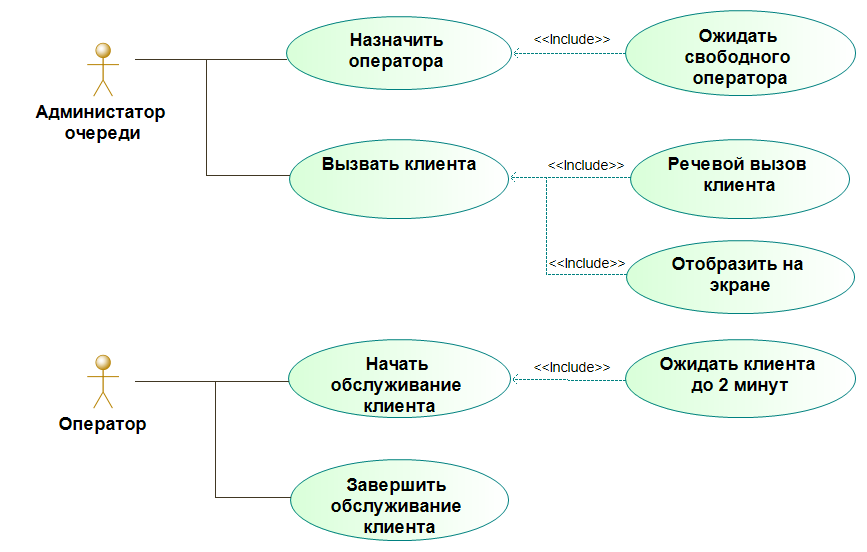 Назначить
оператора
<<Include>>
Ожидать
свободного
оператора
Администатор
очереди
Вызвать клиента
<<Include>>
Речевой вызов
клиента
<<Include>>
Отобразить на
экране
Начать
обслуживание
клиента
<<Include>>
Ожидать клиента
до 2 минут
Оператор
Завершить
обслуживание
клиента